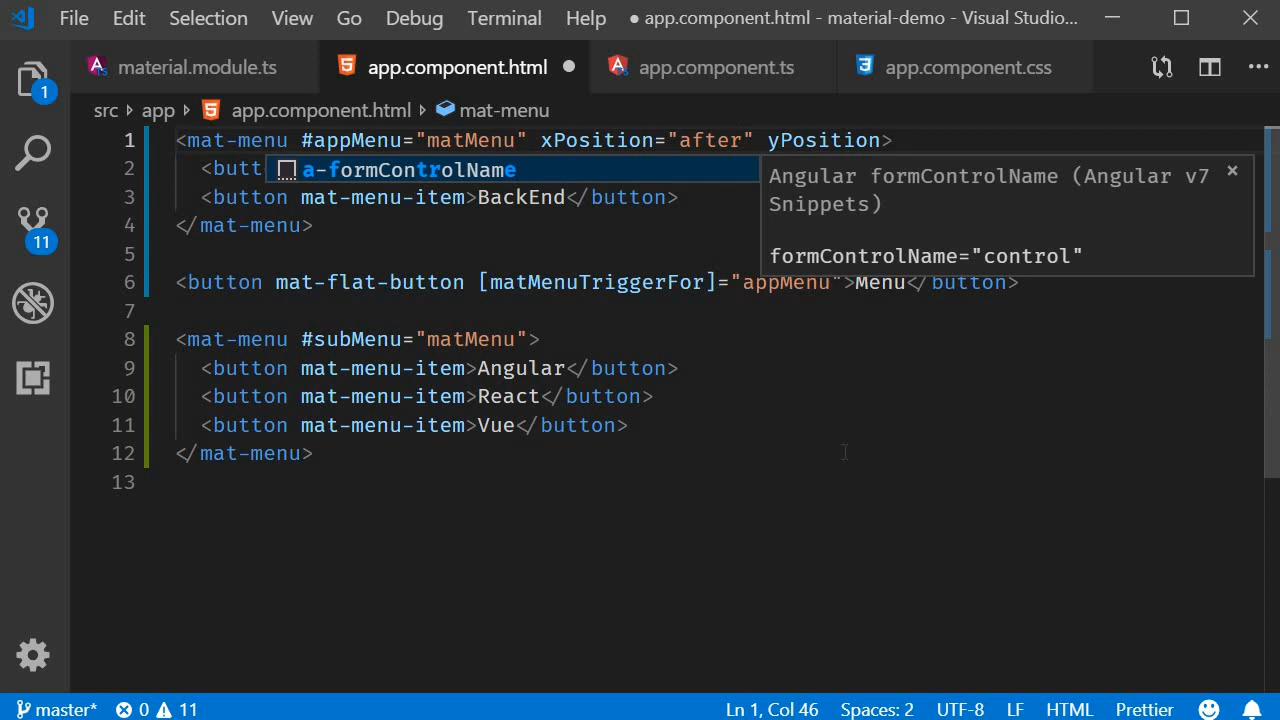 File Edit Selection View Go Debug Terminal Help ● app.component.html - material-demo - Visual Studio...
material.module.ts app.component.html app.component.ts app.component.css
src app app.component.html mat-menu
1 <mat-menu #appMenu="matMenu" xPosition="after" yPosition>
2 <butt a-formControlName
Angular formControlName (Angular v7 Snippets)
formControlName="control"
3 <button mat-menu-item>BackEnd</button>
4 </mat-menu>
5
6 <button mat-flat-button [matMenuTriggerFor]="appMenu">Menu</button>
7
8 <mat-menu #subMenu="matMenu">
9 <button mat-menu-item>Angular</button>
10 <button mat-menu-item>React</button>
11 <button mat-menu-item>Vue</button>
12 </mat-menu>
13
1
11
master* 0 11 Ln 1, Col 46 Spaces: 2 UTF-8 LF HTML Prettier